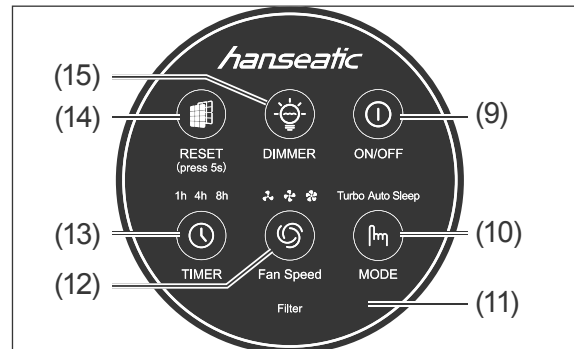 hanseatic
(15)
(14)
(9)
RESET
(press 5s)
DIMMER
ON/OFF
1h 4h 8h
Turbo Auto Sleep
(13)
(10)
(12)
TIMER
Fan Speed
MODE
(11)
Filter